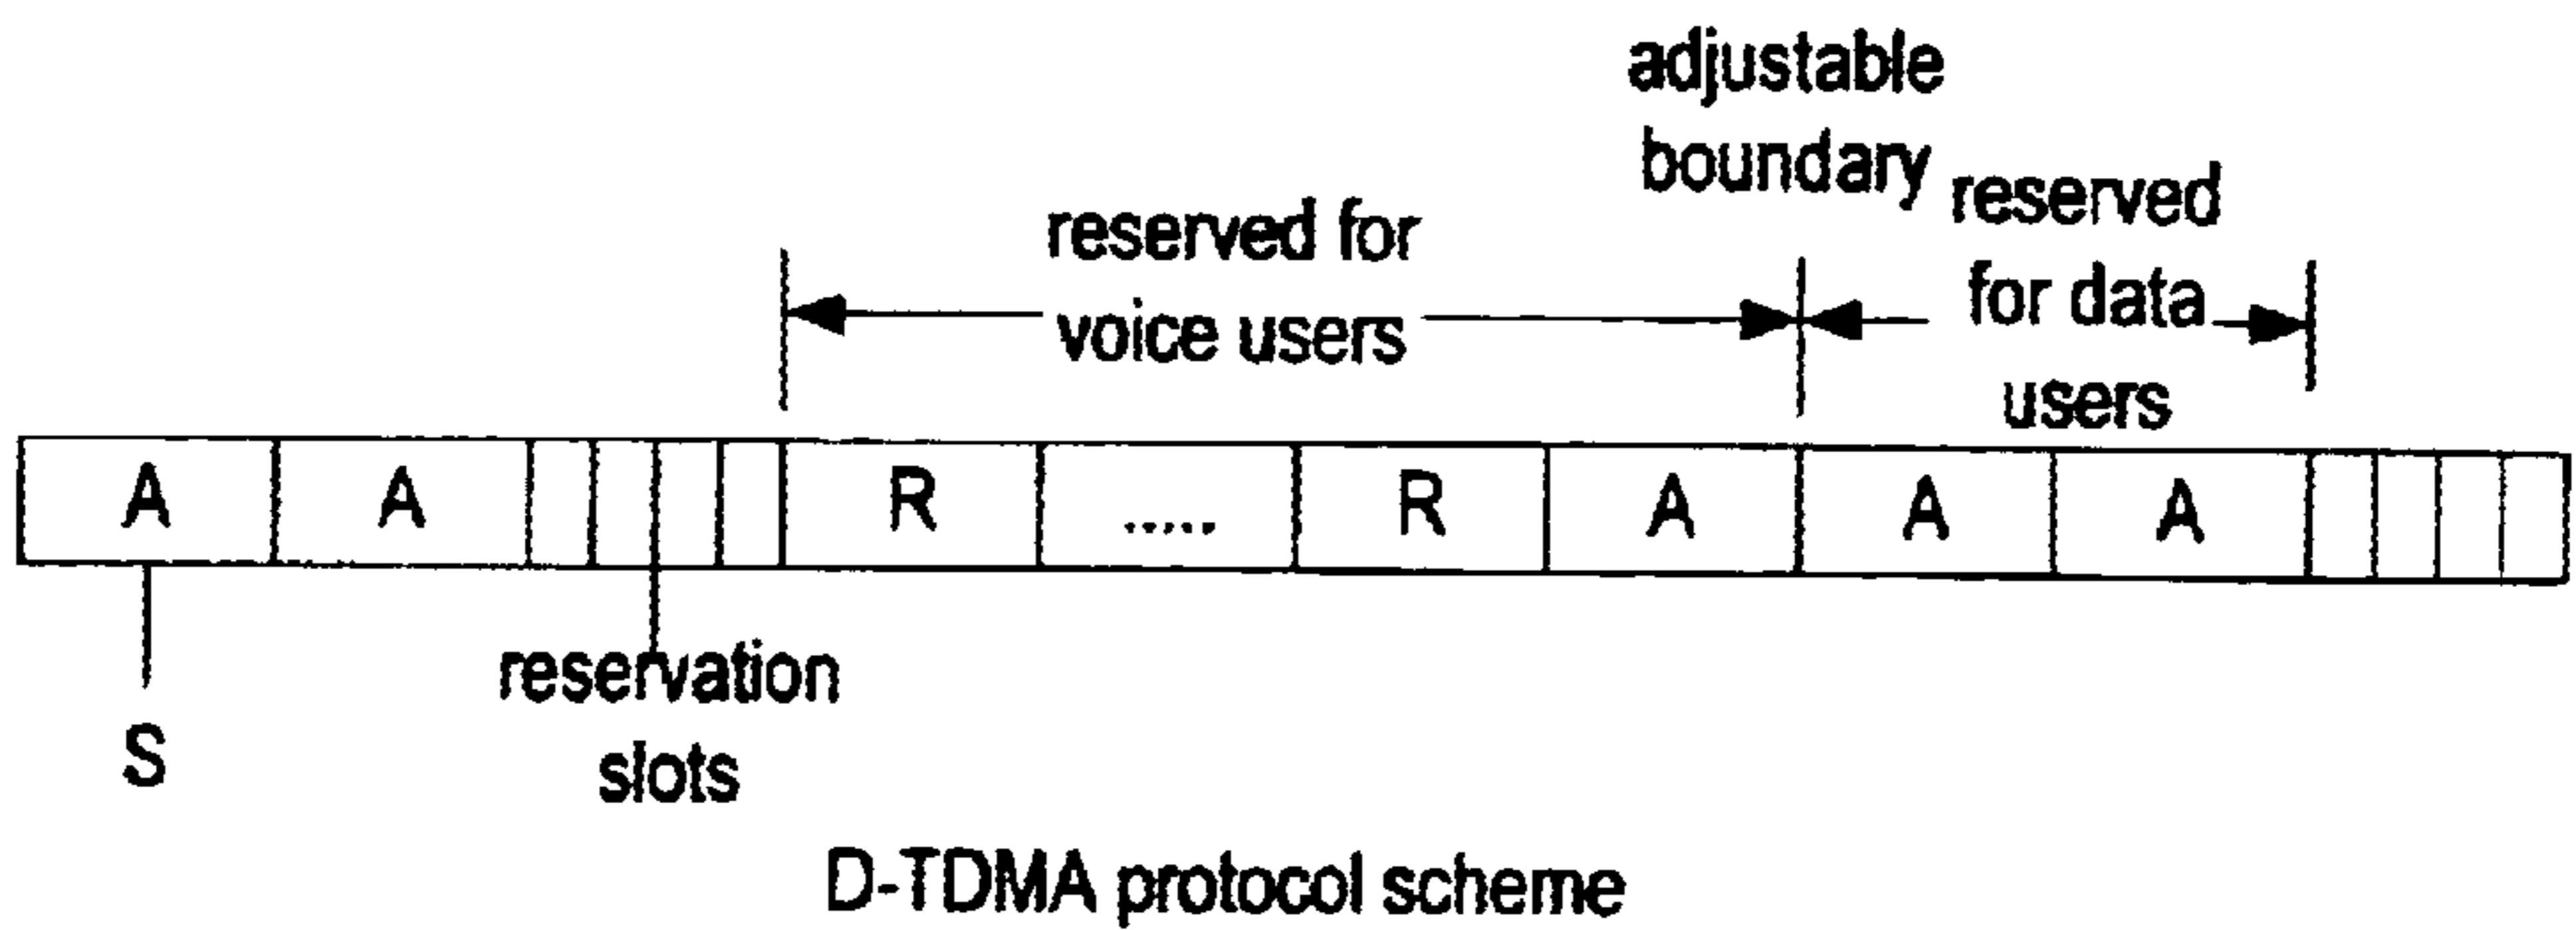 adjustable
boundary
reserved for
voice users
reserved
for data
users
A A R ..... R A A A
S
reservation
slots
D-TDMA protocol scheme